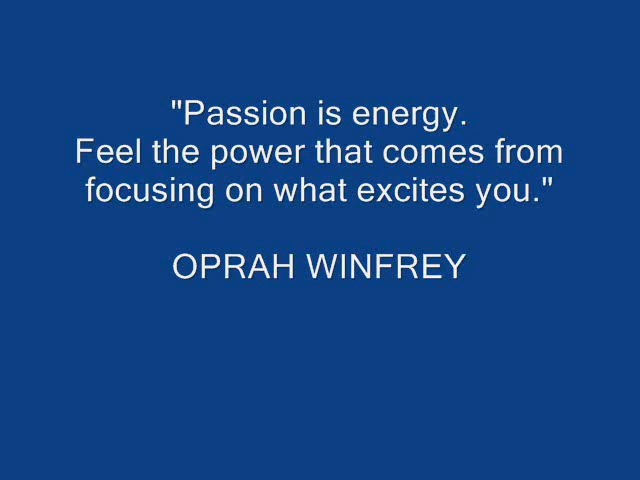 "Passion is energy.
Feel the power that comes from
focusing on what excites you."
OPRAH WINFREY